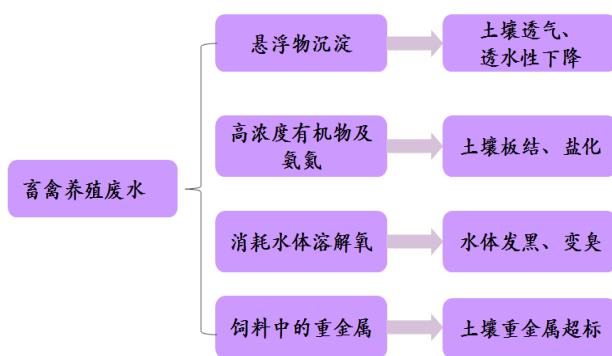 畜禽养殖废水
悬浮物沉淀
土壤透气、
透水性下降
高浓度有机物及
氨氮
土壤板结、盐化
消耗水体溶解氧
水体发黑、变臭
饲料中的重金属
土壤重金属超标